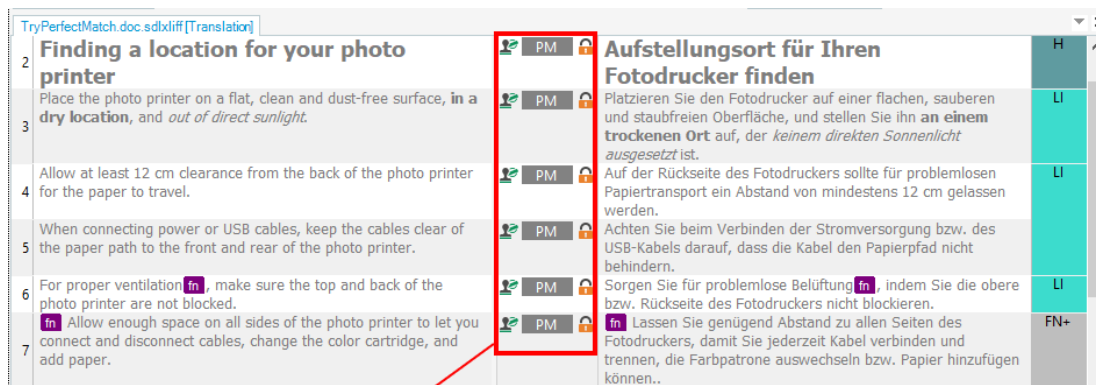 TryPerfectMatch.doc.sdlxliff [Translation]
2 Finding a location for your photo
printer
PM
Aufstellungsort für Ihren
Fotodrucker finden
H
3 Place the photo printer on a flat, clean and dust-free surface, in a
dry location, and out of direct sunlight.
PM
Platzieren Sie den Fotodrucker auf einer flachen, sauberen
und staubfreien Oberfläche, und stellen Sie ihn an einem
trockenen Ort auf, der keinem direkten Sonnenlicht
ausgesetzt ist.
LI
4 Allow at least 12 cm clearance from the back of the photo printer
for the paper to travel.
PM
Auf der Rückseite des Fotodruckers sollte für problemlosen
Papiertransport ein Abstand von mindestens 12 cm gelassen
werden.
LI
5 When connecting power or USB cables, keep the cables clear of
the paper path to the front and rear of the photo printer.
PM
Achten Sie beim Verbinden der Stromversorgung bzw. des
USB-Kabels darauf, dass die Kabel den Papierpfad nicht
behindern.
LI
6 For proper ventilation fn , make sure the top and back of the
photo printer are not blocked.
PM
Sorgen Sie für problemlose Belüftung fn , indem Sie die obere
bzw. Rückseite des Fotodruckers nicht blockieren.
LI
7 fn Allow enough space on all sides of the photo printer to let you
connect and disconnect cables, change the color cartridge, and
add paper.
PM
fn Lassen Sie genügend Abstand zu allen Seiten des
Fotodruckers, damit Sie jederzeit Kabel verbinden und
trennen, die Farbpatrone auswechseln bzw. Papier hinzufügen
können..
FN+